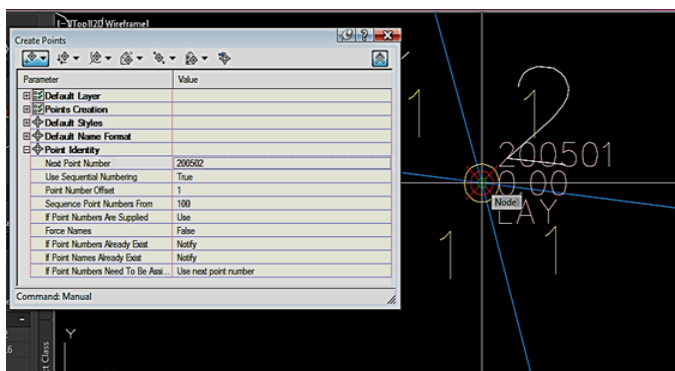 [-][Top][2D Wireframe]
Create Points
Parameter Value
Default Layer
Points Creation
Default Styles
Default Name Format
Point Identity
Next Point Number 200502
Use Sequential Numbering True
Point Number Offset 1
Sequence Point Numbers From 100
If Point Numbers Are Supplied Use
Force Names False
If Point Numbers Already Exist Notify
If Point Names Already Exist Notify
If Point Numbers Need To Be Assi... Use next point number
Command: Manual
2
1 1
200501
0.00
Node
LAY
1 1
Y
.6
ct Class